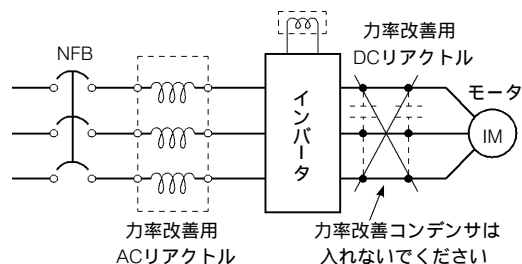 NFB
力率改善用
DCリアクトル
モータ
インバータ
IM
力率改善用
ACリアクトル
力率改善コンデンサは
入れないでください